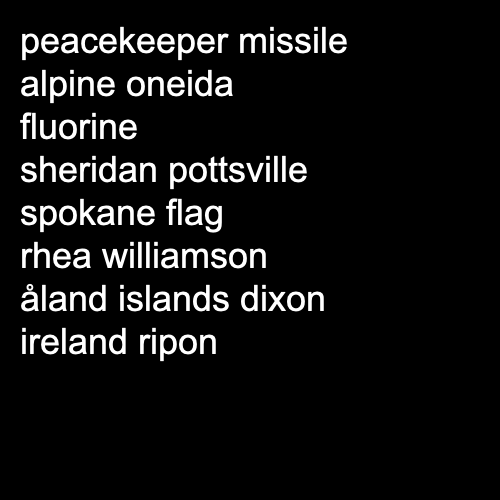 peacekeeper missile
alpine oneida
fluorine
sheridan pottsville
spokane flag
rhea williamson
åland islands dixon
ireland ripon